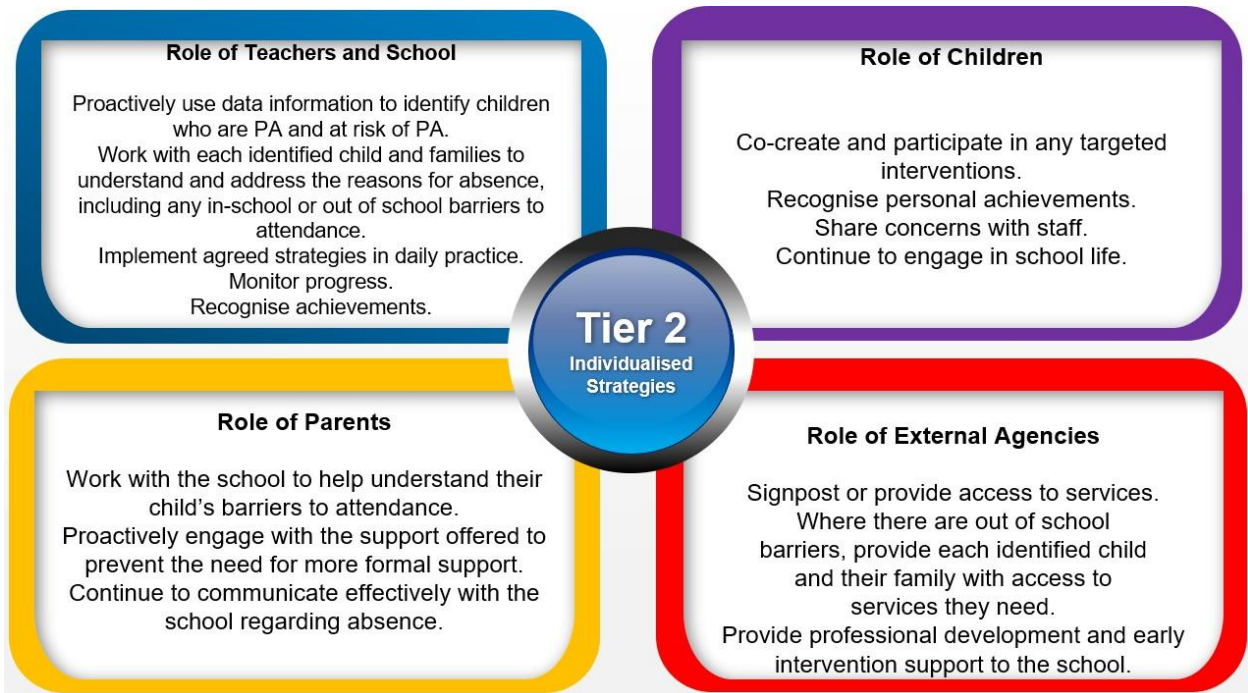 Role of Teachers and School
Proactively use data information to identify children
who are PA and at risk of PA.
Work with each identified child and families to
understand and address the reasons for absence,
including any in-school or out of school barriers to
attendance.
Implement agreed strategies in daily practice.
Monitor progress.
Recognise achievements.
Role of Children
Co-create and participate in any targeted
interventions.
Recognise personal achievements.
Share concerns with staff.
Continue to engage in school life.
Tier 2
Individualised
Strategies
Role of Parents
Work with the school to help understand their
child’s barriers to attendance.
Proactively engage with the support offered to
prevent the need for more formal support.
Continue to communicate effectively with the
school regarding absence.
Role of External Agencies
Signpost or provide access to services.
Where there are out of school
barriers, provide each identified child
and their family with access to
services they need.
Provide professional development and early
intervention support to the school.